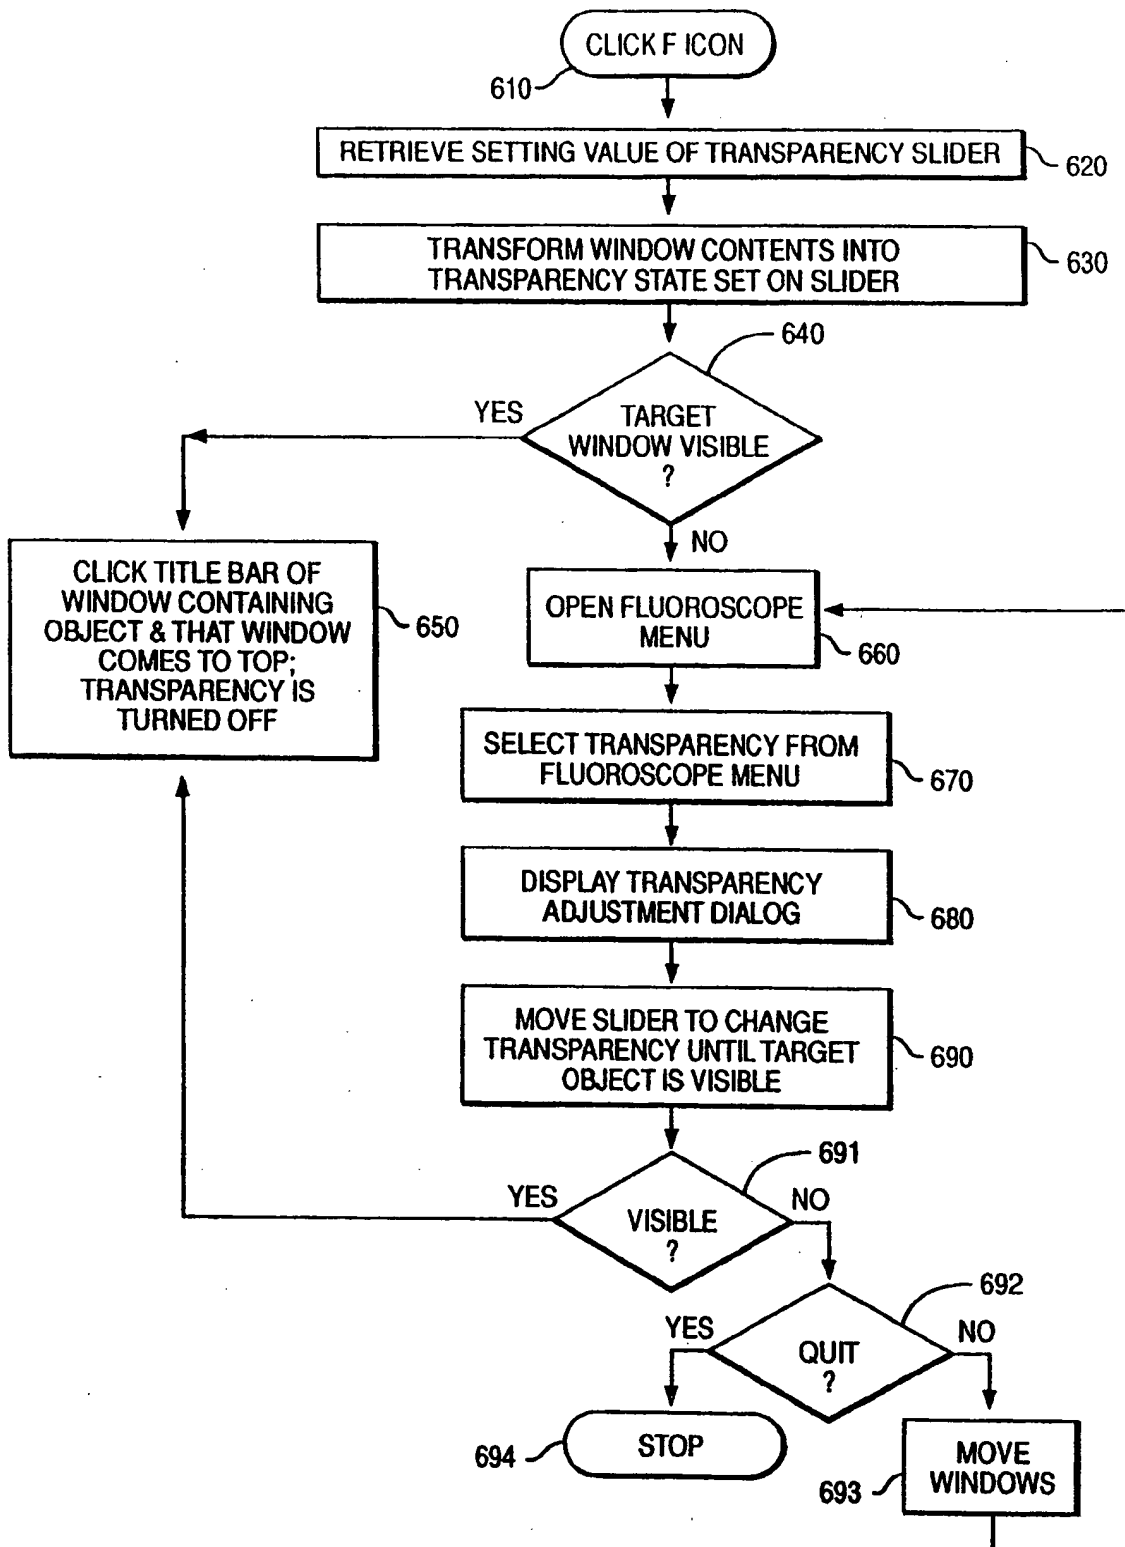 CLICK F ICON
610
RETRIEVE SETTING VALUE OF TRANSPARENCY SLIDER
620
TRANSFORM WINDOW CONTENTS INTO
TRANSPARENCY STATE SET ON SLIDER
630
640
YES
TARGET
WINDOW VISIBLE
?
NO
CLICK TITLE BAR OF
WINDOW CONTAINING
OBJECT & THAT WINDOW
COMES TO TOP;
TRANSPARENCY IS
TURNED OFF
650
OPEN FLUOROSCOPE
MENU
660
SELECT TRANSPARENCY FROM
FLUOROSCOPE MENU
670
DISPLAY TRANSPARENCY
ADJUSTMENT DIALOG
680
MOVE SLIDER TO CHANGE
TRANSPARENCY UNTIL TARGET
OBJECT IS VISIBLE
690
691
YES
VISIBLE
?
NO
692
YES
QUIT
?
NO
STOP
694
MOVE
WINDOWS
693